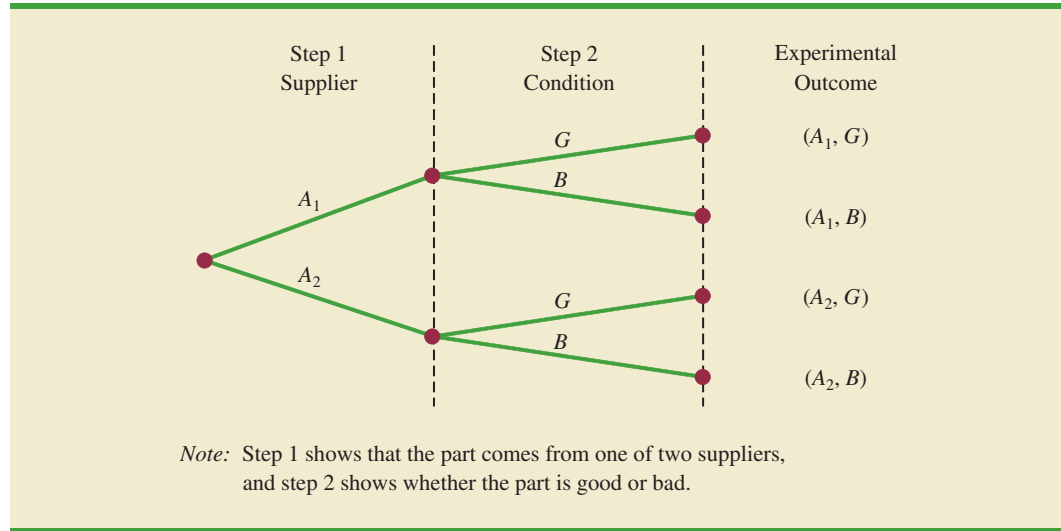 Step 1 Step 2 Experimental
Supplier Condition Outcome
G (A₁, G)
B
A₁ (A₁, B)
A₂
G (A₂, G)
B
(A₂, B)
Note: Step 1 shows that the part comes from one of two suppliers,
and step 2 shows whether the part is good or bad.